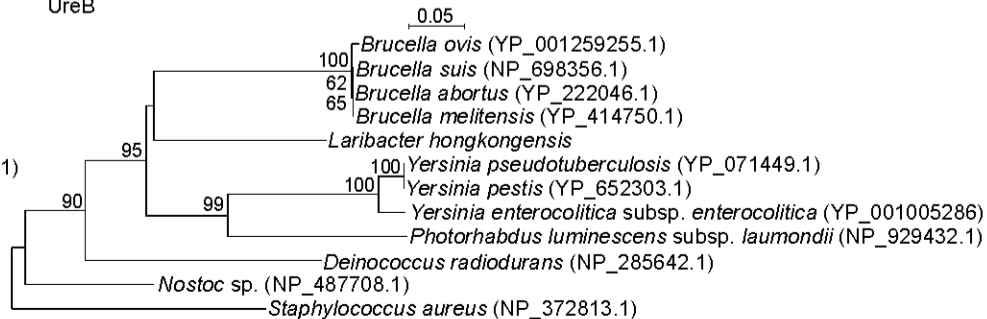 UreB
0.05
Brucella ovis (YP_001259255.1)
100
Brucella suis (NP_698356.1)
62
Brucella abortus (YP_222046.1)
65
Brucella melitensis (YP_414750.1)
Laribacter hongkongensis
95
1)
100
Yersinia pseudotuberculosis (YP_071449.1)
100
Yersinia pestis (YP_652303.1)
90
99
Yersinia enterocolitica subsp. enterocolitica (YP_001005286)
Photorhabdus luminescens subsp. laumondii (NP_929432.1)
Deinococcus radiodurans (NP_285642.1)
Nostoc sp. (NP_487708.1)
Staphylococcus aureus (NP_372813.1)